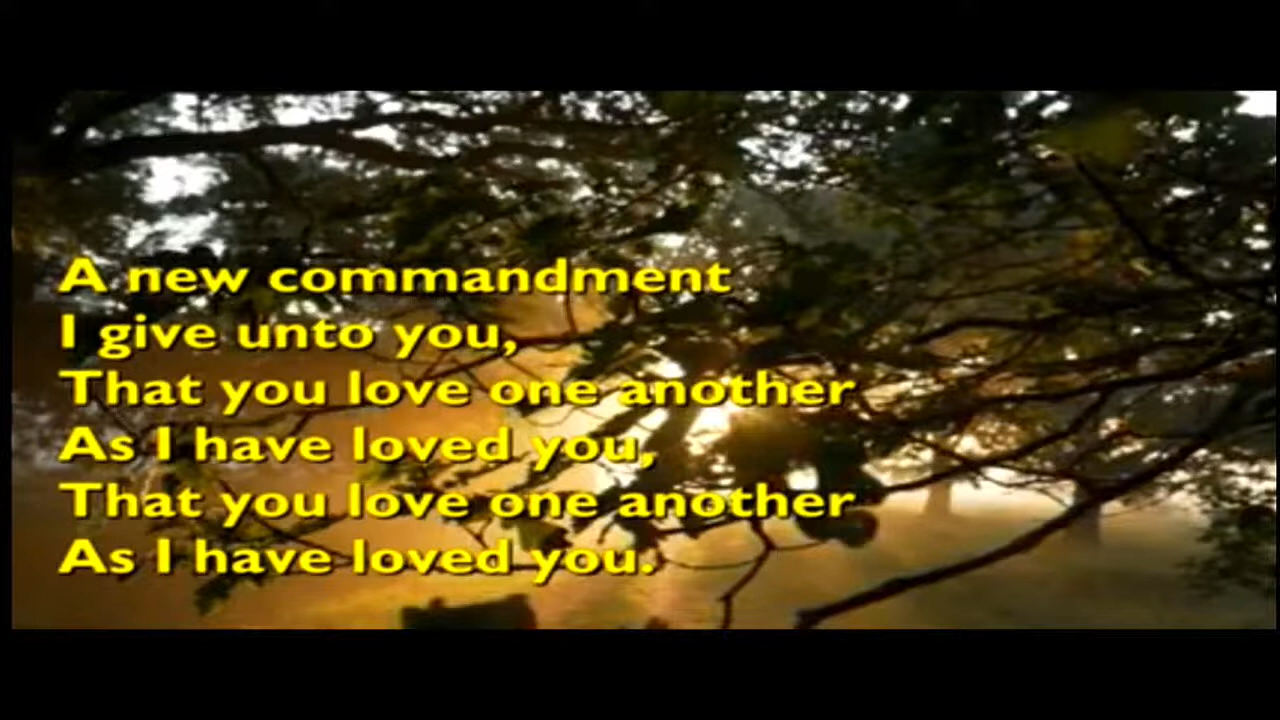 A new commandment
I give unto you,
That you love one another
As I have loved you,
That you love one another
As I have loved you.